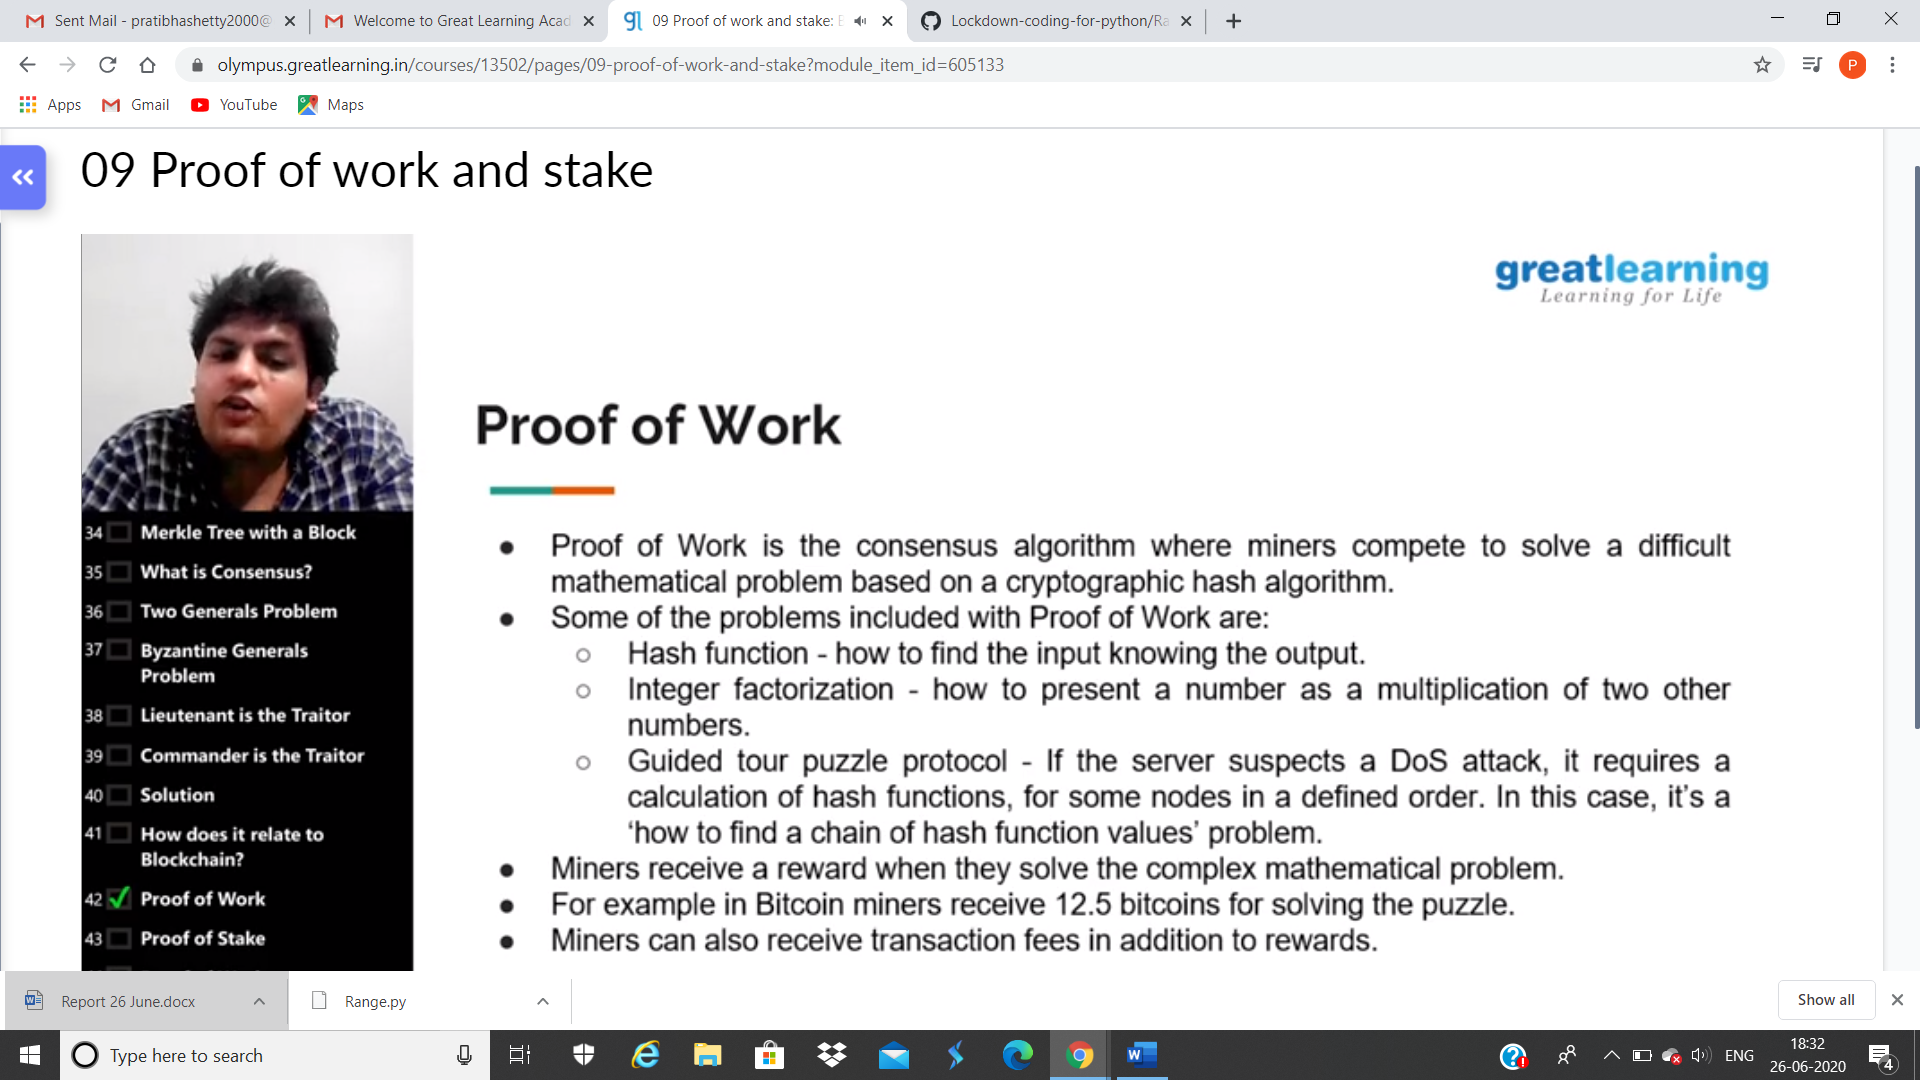 Sent Mail - pratibhashetty2000@
Welcome to Great Learning Acad
gl 09 Proof of work and stake:
Lockdown-coding-for-python/Ra
olympus.greatlearning.in/courses/13502/pages/09-proof-of-work-and-stake?module_item_id=605133
P
Apps
Gmail
YouTube
Maps
09 Proof of work and stake
greatlearning
Learning for Life
Proof of Work
34 Merkle Tree with a Block
35 What is Consensus?
36 Two Generals Problem
37 Byzantine Generals
Problem
38 Lieutenant is the Traitor
39 Commander is the Traitor
40 Solution
41 How does it relate to
Blockchain?
42 Proof of Work
43 Proof of Stake
● Proof of Work is the consensus algorithm where miners compete to solve a difficult
mathematical problem based on a cryptographic hash algorithm.
● Some of the problems included with Proof of Work are:
○ Hash function - how to find the input knowing the output.
○ Integer factorization - how to present a number as a multiplication of two other
numbers.
○ Guided tour puzzle protocol - If the server suspects a DoS attack, it requires a
calculation of hash functions, for some nodes in a defined order. In this case, it's a
‘how to find a chain of hash function values’ problem.
● Miners receive a reward when they solve the complex mathematical problem.
● For example in Bitcoin miners receive 12.5 bitcoins for solving the puzzle.
● Miners can also receive transaction fees in addition to rewards.
Report 26 June.docx
Range.py
Show all
Type here to search
ENG
18:32
26-06-2020
4